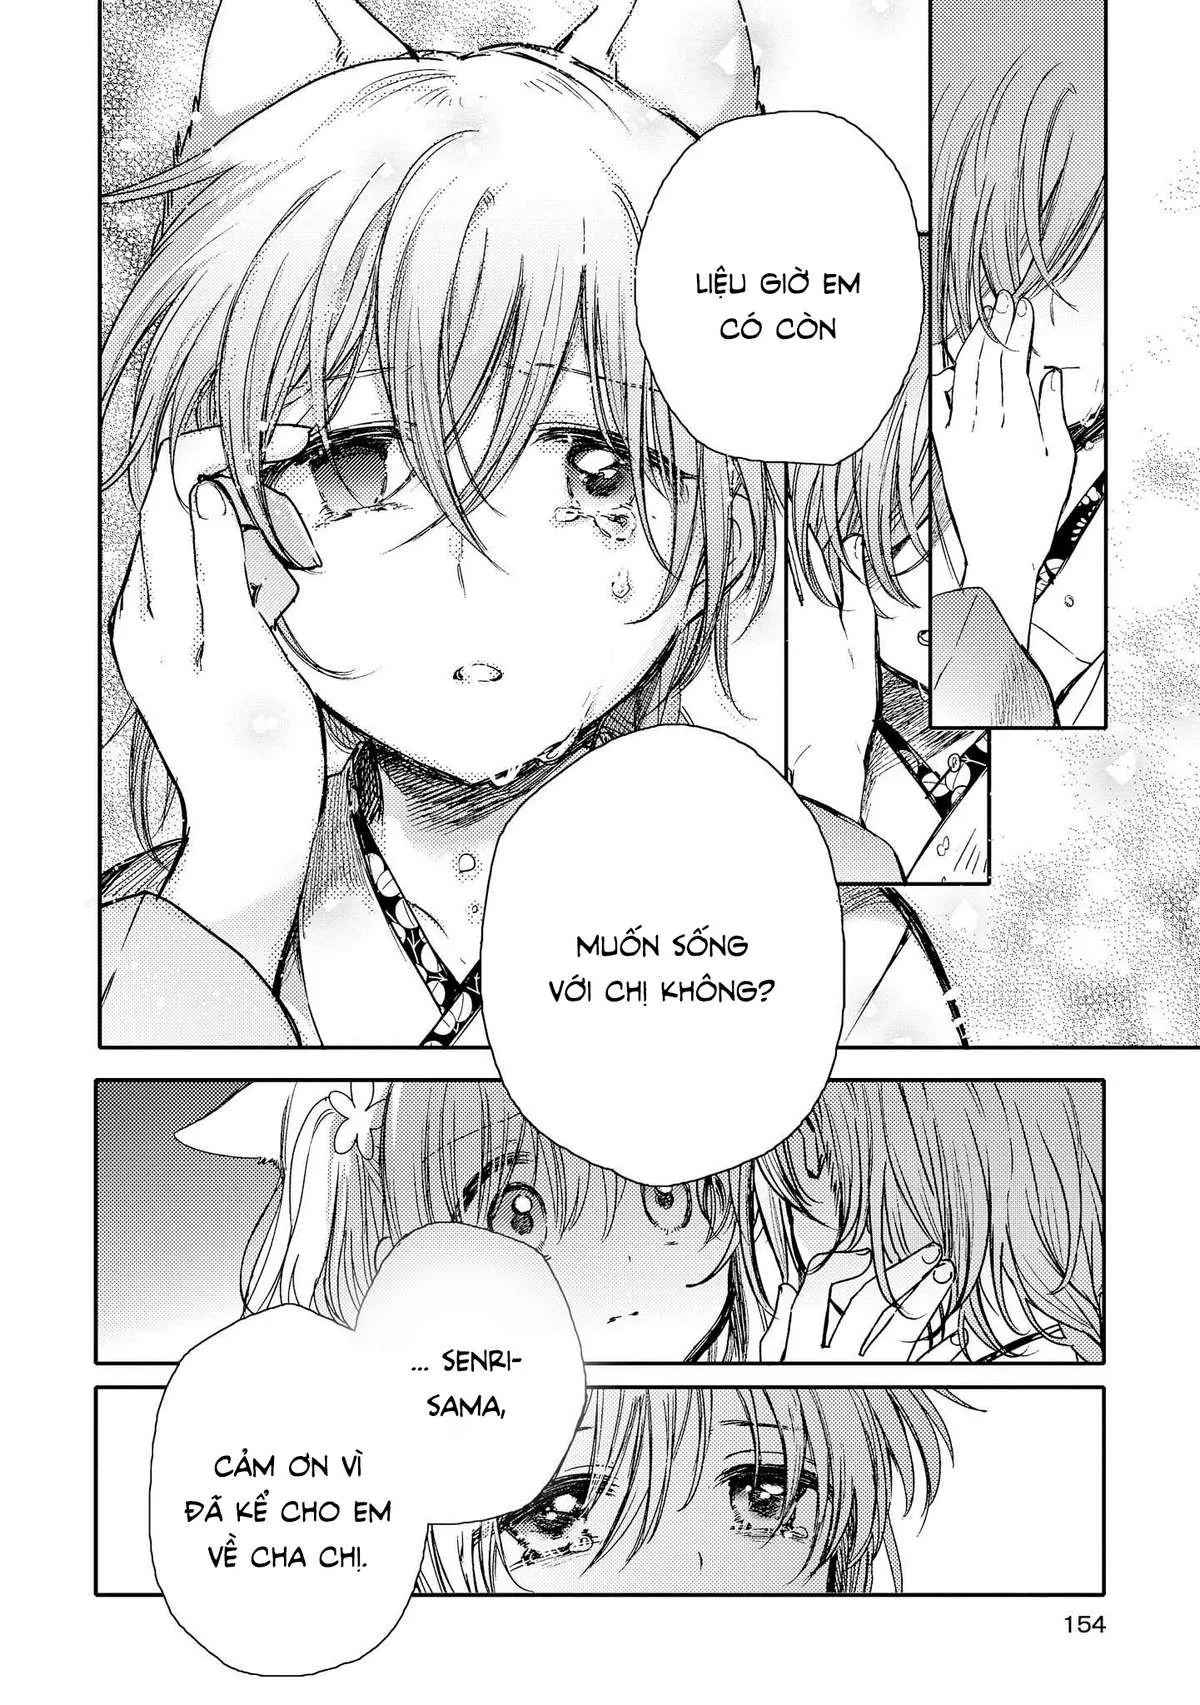 LIỆU GIỜ EM
CÓ CÒN
MUỐN SỐNG
VỚI CHỊ KHÔNG?
... SENRI-
SAMA,
CẢM ƠN VÌ
ĐÃ KỂ CHO EM
VỀ CHA CHỊ.
154